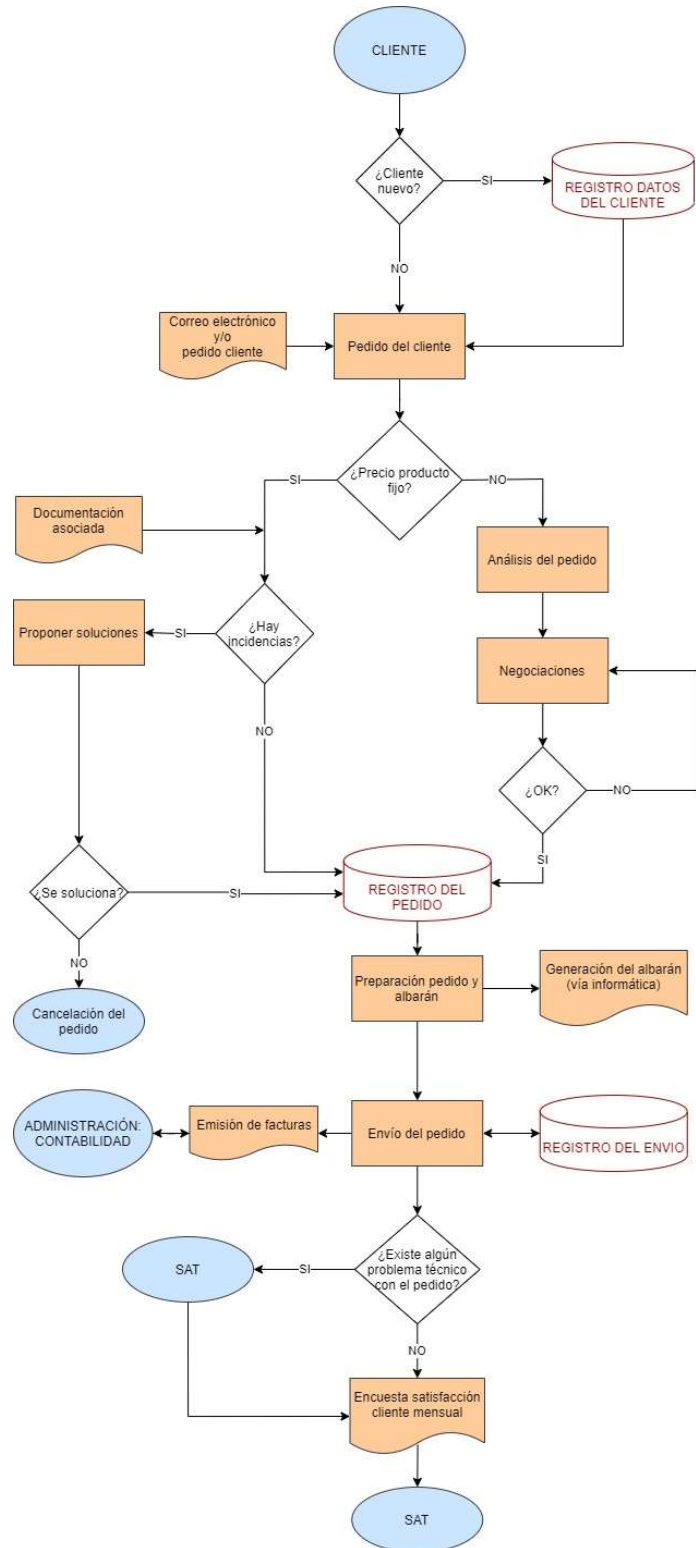 CLIENTE
¿Cliente
nuevo?
SI
REGISTRO DATOS
DEL CLIENTE
NO
Correo electrónico
y/o
pedido cliente
Pedido del cliente
¿Precio producto
fijo?
SI
NO
Documentación
asociada
Análisis del pedido
Proponer soluciones
SI
¿Hay
incidencias?
Negociaciones
NO
¿OK?
NO
SI
¿Se soluciona?
SI
REGISTRO DEL
PEDIDO
NO
Cancelación del
pedido
Preparación pedido y
albarán
Generación del albarán
(vía informática)
ADMINISTRACIÓN:
CONTABILIDAD
Emisión de facturas
Envío del pedido
REGISTRO DEL ENVIO
SAT
SI
¿Existe algún
problema técnico
con el pedido?
NO
Encuesta satisfacción
cliente mensual
SAT